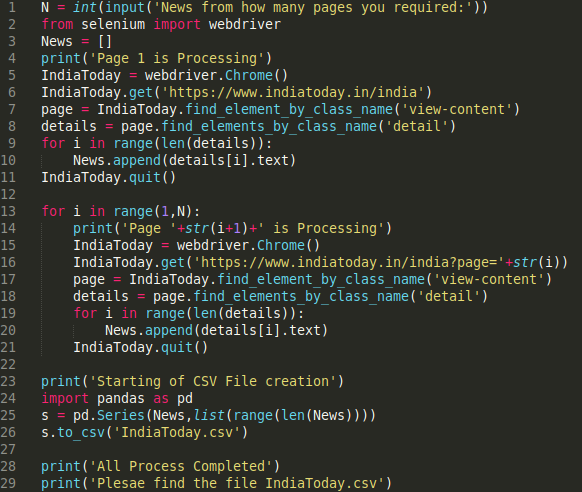 1 N = int(input('News from how many pages you required:'))
2 from selenium import webdriver
3 News = []
4 print('Page 1 is Processing')
5 IndiaToday = webdriver.Chrome()
6 IndiaToday.get('https://www.indiatoday.in/india')
7 page = IndiaToday.find_element_by_class_name('view-content')
8 details = page.find_elements_by_class_name('detail')
9 for i in range(len(details)):
10     News.append(details[i].text)
11 IndiaToday.quit()
12
13 for i in range(1,N):
14     print('Page '+str(i+1)+' is Processing')
15     IndiaToday = webdriver.Chrome()
16     IndiaToday.get('https://www.indiatoday.in/india?page='+str(i))
17     page = IndiaToday.find_element_by_class_name('view-content')
18     details = page.find_elements_by_class_name('detail')
19     for i in range(len(details)):
20         News.append(details[i].text)
21     IndiaToday.quit()
22
23 print('Starting of CSV File creation')
24 import pandas as pd
25 s = pd.Series(News,list(range(len(News))))
26 s.to_csv('IndiaToday.csv')
27
28 print('All Process Completed')
29 print('Plesae find the file IndiaToday.csv')